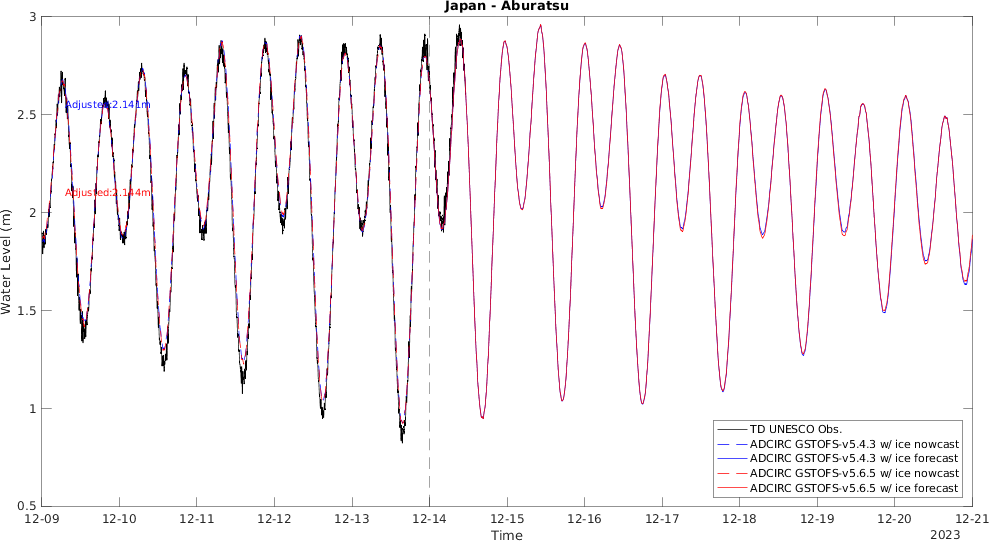 Japan - Aburatsu
3
2.5
2
1.5
1
0.5
Water Level (m)
Adjusted:2.141m
Adjusted:2.144m
TD UNESCO Obs.
ADCIRC GSTOFS-v5.4.3 w/ ice nowcast
ADCIRC GSTOFS-v5.4.3 w/ ice forecast
ADCIRC GSTOFS-v5.6.5 w/ ice nowcast
ADCIRC GSTOFS-v5.6.5 w/ ice forecast
12-09 12-10 12-11 12-12 12-13 12-14 12-15 12-16 12-17 12-18 12-19 12-20 12-21
Time
2023